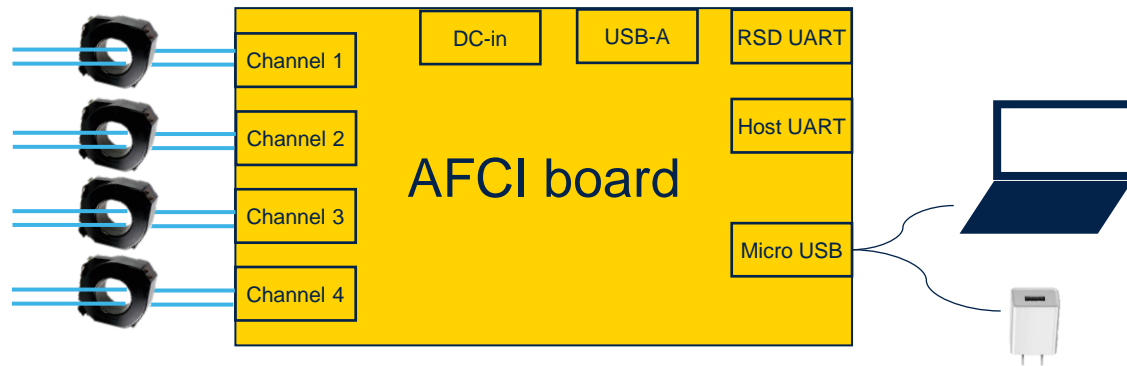 DC-in
USB-A
RSD UART
Channel 1
Host UART
Channel 2
AFCI board
Channel 3
Micro USB
Channel 4